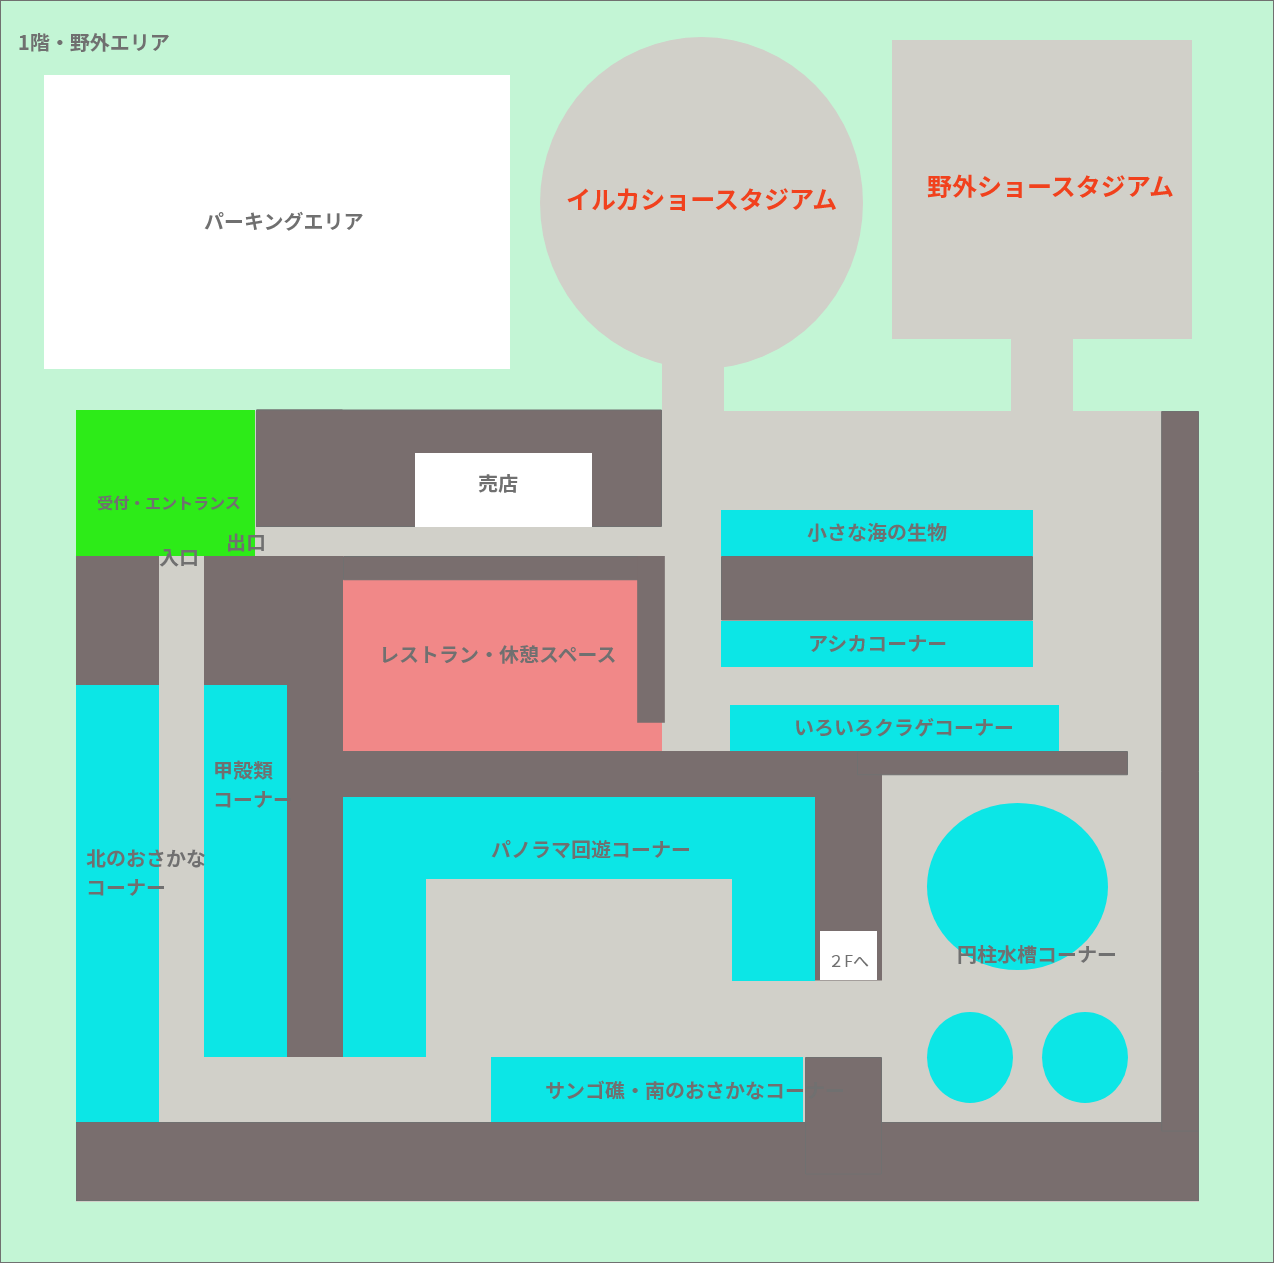 1階・野外エリア
パーキングエリア
イルカショースタジアム
野外ショースタジアム
受付・エントランス
売店
出口
入口
小さな海の生物
レストラン・休憩スペース
アシカコーナー
いろいろクラゲコーナー
甲殻類
コーナー
北のおさかな
コーナー
パノラマ回遊コーナー
２Fへ
円柱水槽コーナー
サンゴ礁・南のおさかなコー